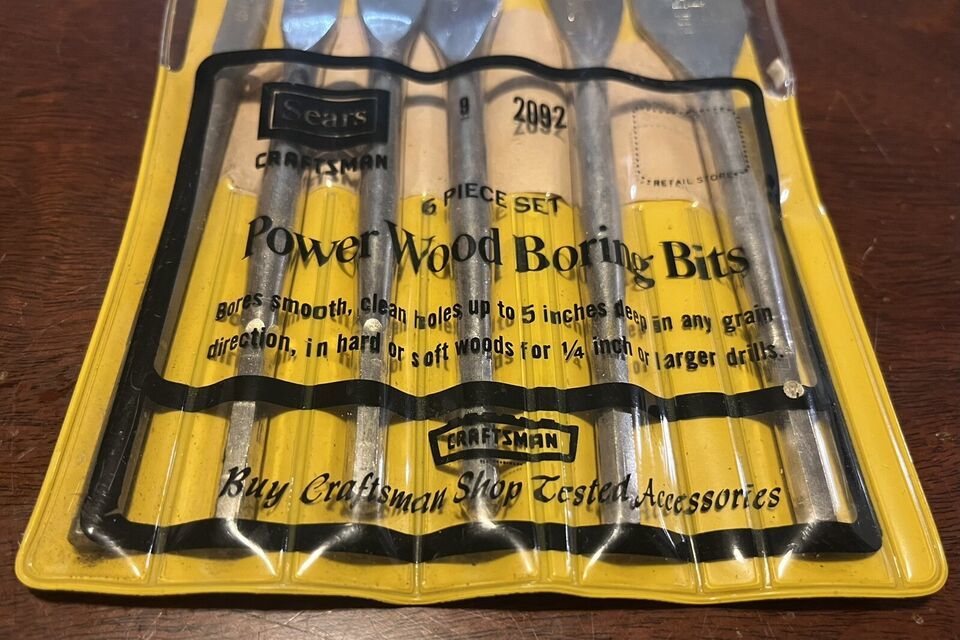 Sears
CRAFTSMAN
9 2092
RETAIL STORE
6 PIECE SET
Power Wood Boring Bits
Bores smooth, clean holes up to 5 inches deep in any grain
direction, in hard or soft woods for 1/4 inch or larger drills.
CRAFTSMAN
Buy Craftsman Shop Tested Accessories